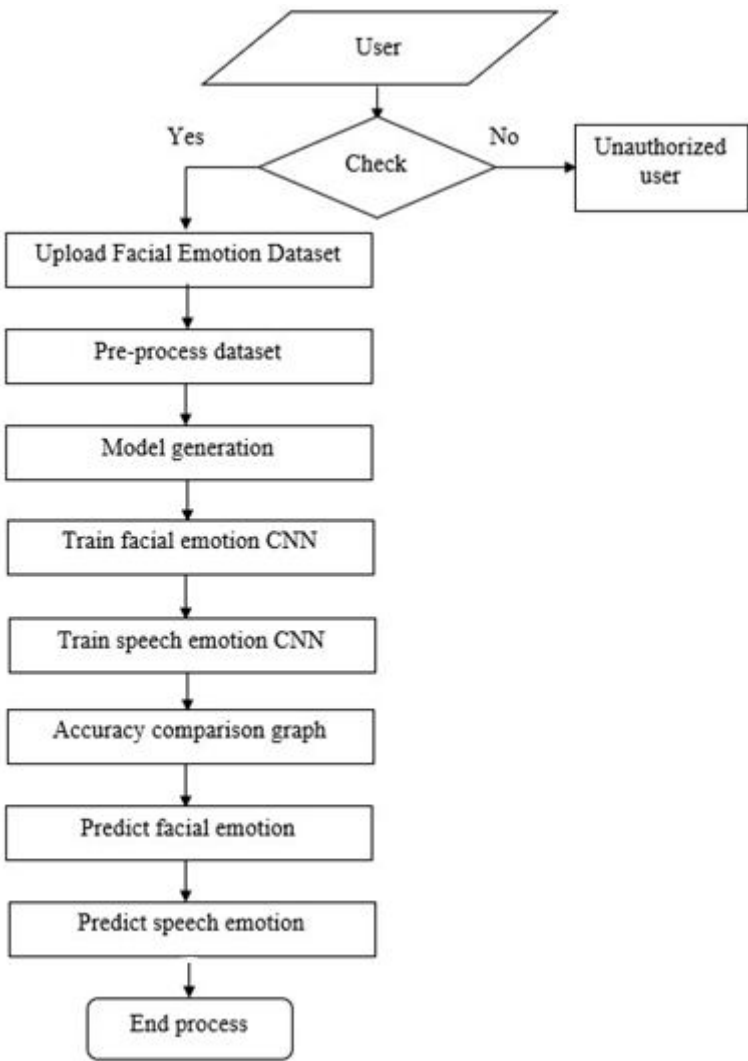 User
Yes
No
Check
Unauthorized
user
Upload Facial Emotion Dataset
Pre-process dataset
Model generation
Train facial emotion CNN
Train speech emotion CNN
Accuracy comparison graph
Predict facial emotion
Predict speech emotion
End process